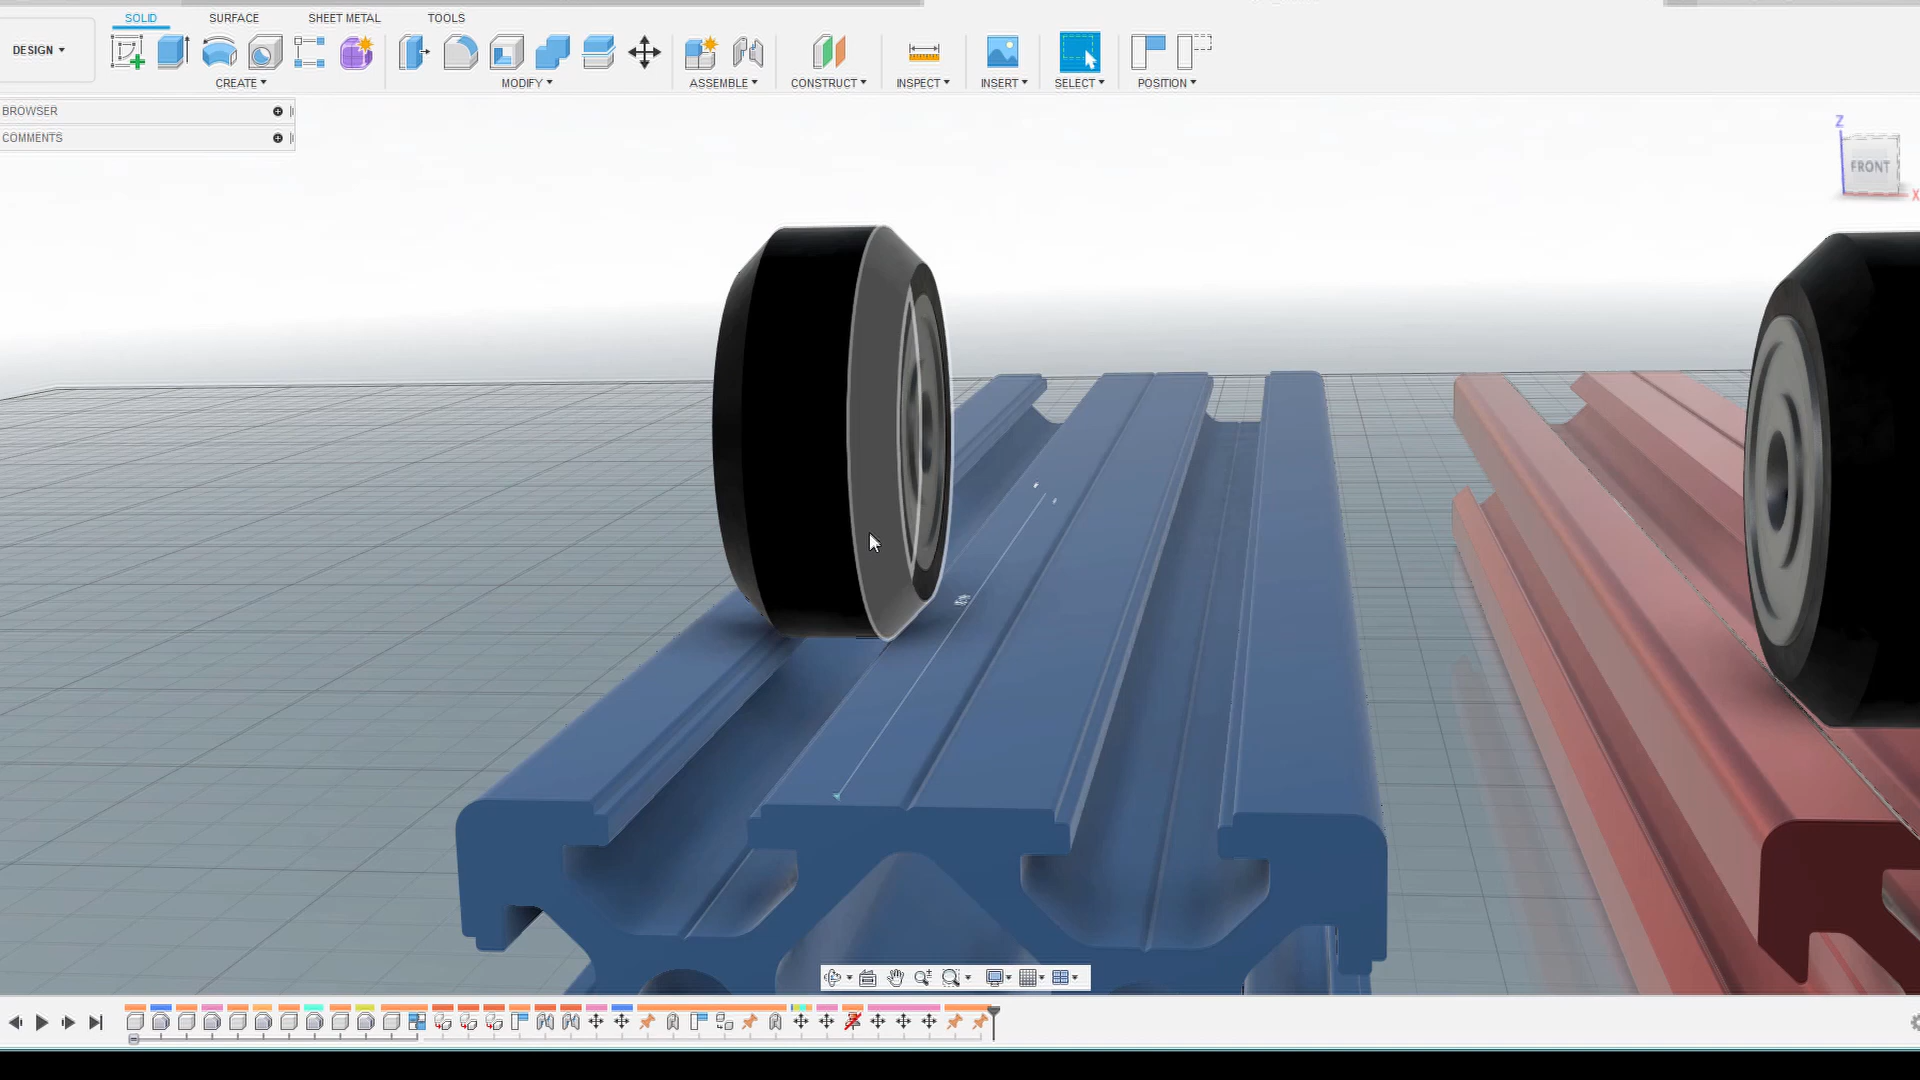 SOLID SURFACE SHEET METAL TOOLS
DESIGN
CREATE MODIFY ASSEMBLE CONSTRUCT INSPECT INSERT SELECT POSITION
BROWSER
COMMENTS
Z
FRONT
X